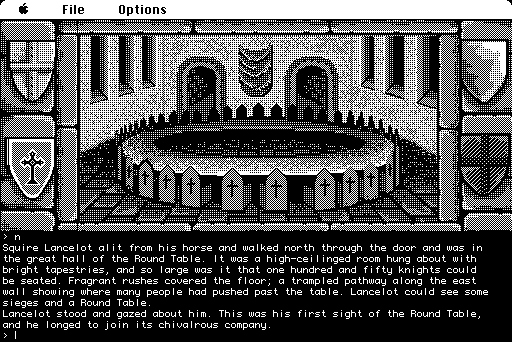 File Options
> n
Squire Lancelot alit from his horse and walked north through the door and was in
the great hall of the Round Table. It was a high-ceilinged room hung about with
bright tapestries, and so large was it that one hundred and fifty knights could
be seated. Fragrant rushes covered the floor; a trampled pathway along the east
wall showing where many people had pushed past the table. Lancelot could see some
sieges and a Round Table.
Lancelot stood and gazed about him. This was his first sight of the Round Table,
and he longed to join its chivalrous company.
>